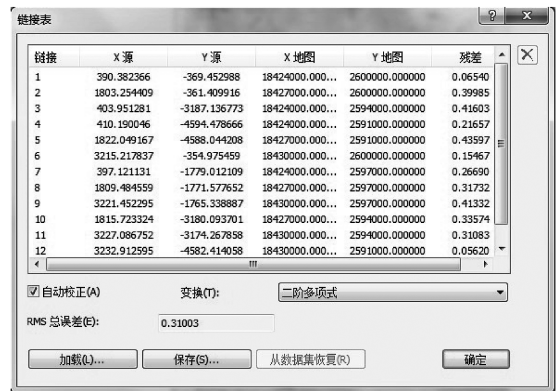 链接表
链接 X 源 Y 源 X 地图 Y 地图 残差
1 390.382366 -369.452988 18424000.000... 2600000.000000 0.06540
2 1803.254409 -361.409916 18427000.000... 2600000.000000 0.39985
3 403.951281 -3187.136773 18424000.000... 2594000.000000 0.41603
4 410.190046 -4594.478666 18424000.000... 2591000.000000 0.21657
5 1822.049167 -4588.044208 18427000.000... 2591000.000000 0.43597
6 3215.217837 -354.975459 18430000.000... 2600000.000000 0.15467
7 397.121131 -1779.012109 18424000.000... 2597000.000000 0.26690
8 1809.484559 -1771.577652 18427000.000... 2597000.000000 0.31732
9 3221.452295 -1765.338887 18430000.000... 2597000.000000 0.41332
10 1815.723324 -3180.093701 18427000.000... 2594000.000000 0.33574
11 3227.086752 -3174.267858 18430000.000... 2594000.000000 0.31083
12 3232.912595 -4582.414058 18430000.000... 2591000.000000 0.05620
自动校正(A) 变换(T): 二阶多项式
RMS 总误差(E): 0.31003
加载(L)... 保存(S)... 从数据集恢复(R) 确定